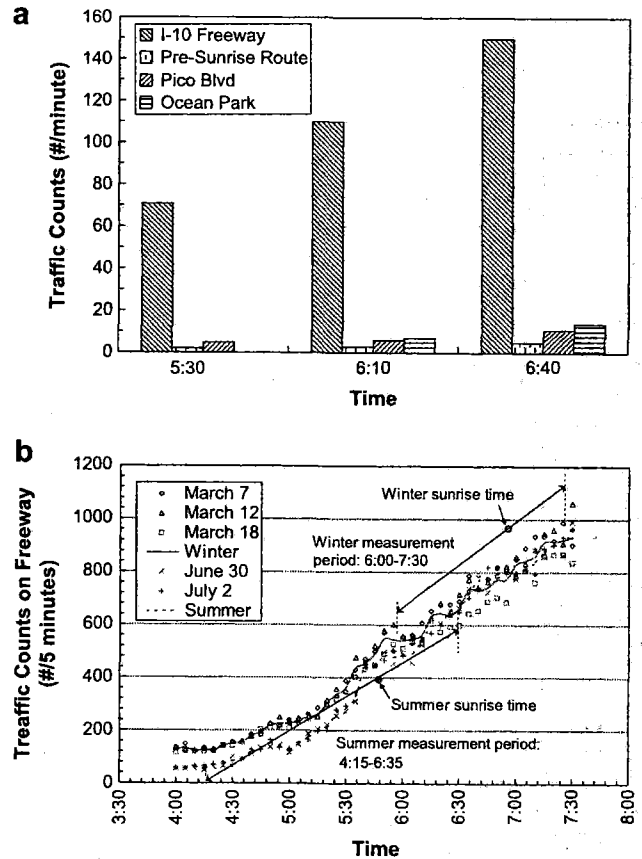 a
160
140
120
100
80
60
40
20
0
Traffic Counts (#/minute)
I-10 Freeway
Pre-Sunrise Route
Pico Blvd
Ocean Park
5:30 6:10 6:40
Time
b
1200
1000
800
600
400
200
0
Treaffic Counts on Freeway
(#/5 minutes)
March 7
March 12
March 18
Winter
June 30
July 2
Summer
Winter sunrise time
Winter measurement
period: 6:00-7:30
Summer sunrise time
Summer measurement period:
4:15-6:35
3:30 4:00 4:30 5:00 5:30 6:00 6:30 7:00 7:30 8:00
Time